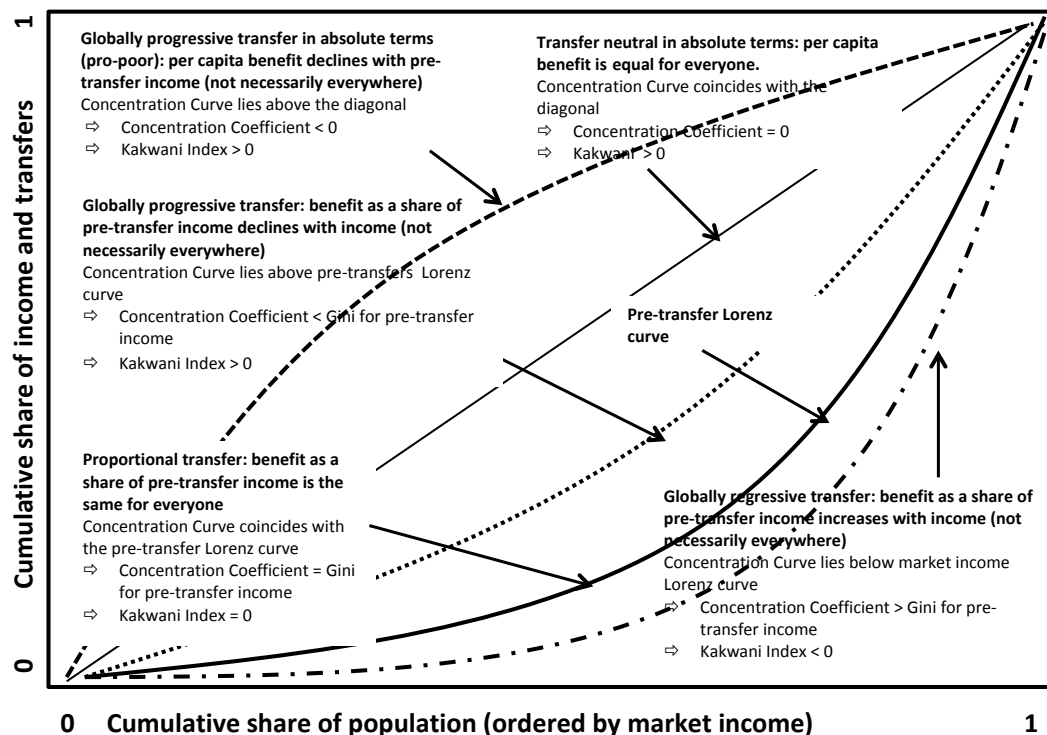 1
Cumulative share of income and transfers
0
Globally progressive transfer in absolute terms
(pro-poor): per capita benefit declines with pre-
transfer income (not necessarily everywhere)
Concentration Curve lies above the diagonal
⇨ Concentration Coefficient < 0
⇨ Kakwani Index > 0
Transfer neutral in absolute terms: per capita
benefit is equal for everyone.
Concentration Curve coincides with the
diagonal
⇨ Concentration Coefficient = 0
⇨ Kakwani > 0
Globally progressive transfer: benefit as a share of
pre-transfer income declines with income (not
necessarily everywhere)
Concentration Curve lies above pre-transfers Lorenz
curve
⇨ Concentration Coefficient < Gini for pre-transfer
income
⇨ Kakwani Index > 0
Pre-transfer Lorenz
curve
Proportional transfer: benefit as a
share of pre-transfer income is the
same for everyone
Concentration Curve coincides with
the pre-transfer Lorenz curve
⇨ Concentration Coefficient = Gini
for pre-transfer income
⇨ Kakwani Index = 0
Globally regressive transfer: benefit as a share of
pre-transfer income increases with income (not
necessarily everywhere)
Concentration Curve lies below market income
Lorenz curve
⇨ Concentration Coefficient > Gini for pre-
transfer income
⇨ Kakwani Index < 0
0 Cumulative share of population (ordered by market income) 1